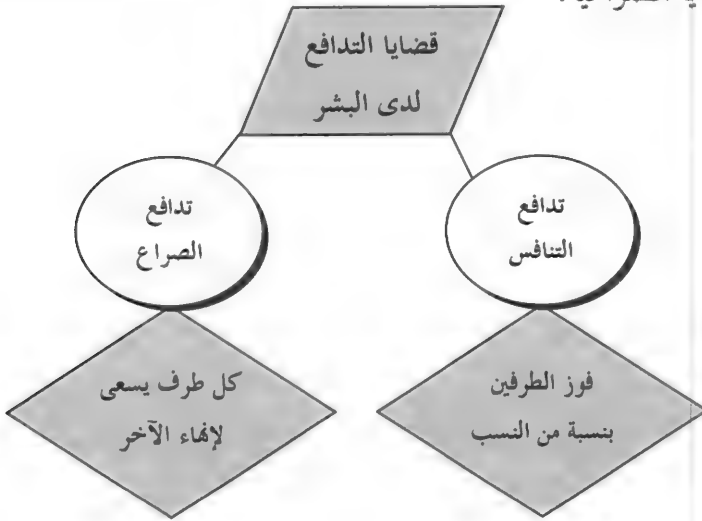 قضايا التدافع
لدى البشر
تدافع
التنافس
تدافع
الصراع
فوز الطرفين
بنسبة من النسب
كل طرف يسعى
لإنهاء الآخر